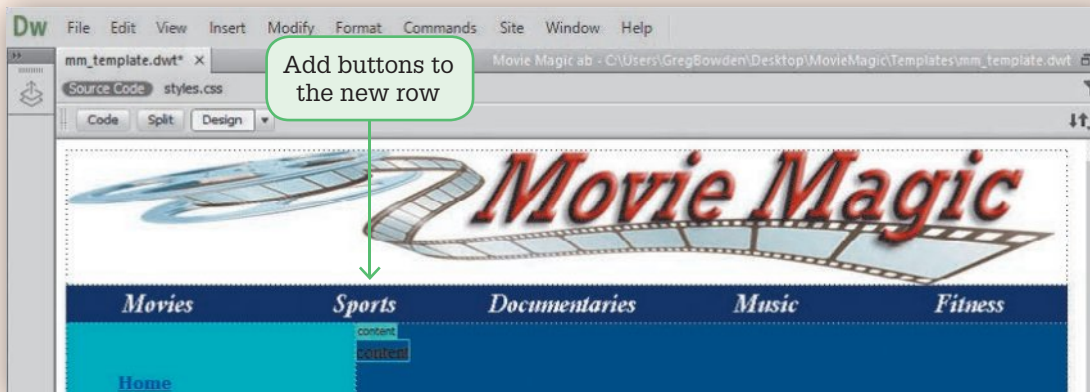 Dw File Edit View Insert Modify Format Commands Site Window Help
mm_template.dwt* × Movie Magic ab - C:\Users\GregBowden\Desktop\MovieMagic\Templates\mm_template.dwt
Add buttons to
the new row
Source Code styles.css
Code Split Design
Movie Magic
Movies Sports Documentaries Music Fitness
content
content
Home